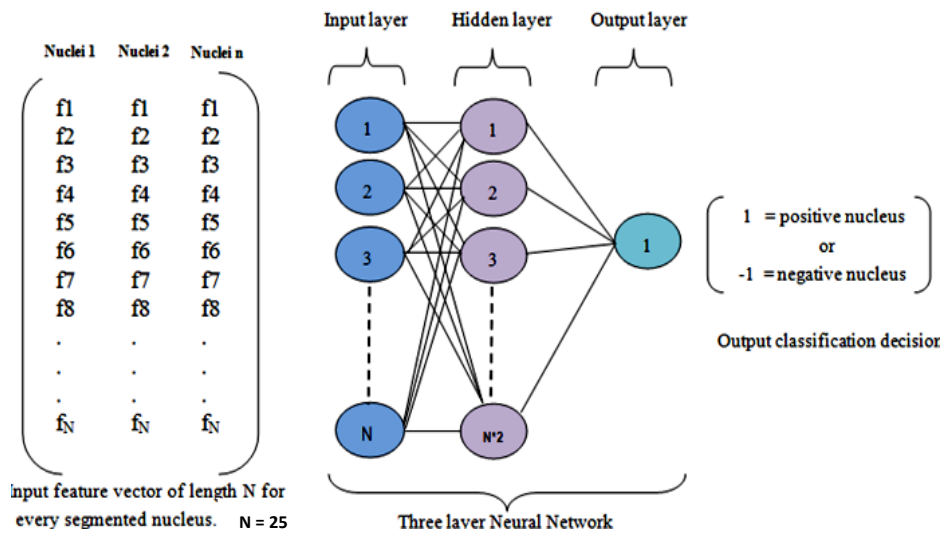 Input layer Hidden layer Output layer
Nuclei 1 Nuclei 2 Nuclei n
f1 f1 f1
f2 f2 f2
f3 f3 f3
f4 f4 f4
f5 f5 f5
f6 f6 f6
f7 f7 f7
f8 f8 f8
. . .
. . .
. . .
fN fN fN
Input feature vector of length N for
every segmented nucleus. N = 25
1 1
2 2
3 3
N N*2
1
Three layer Neural Network
1 = positive nucleus
or
-1 = negative nucleus
Output classification decision